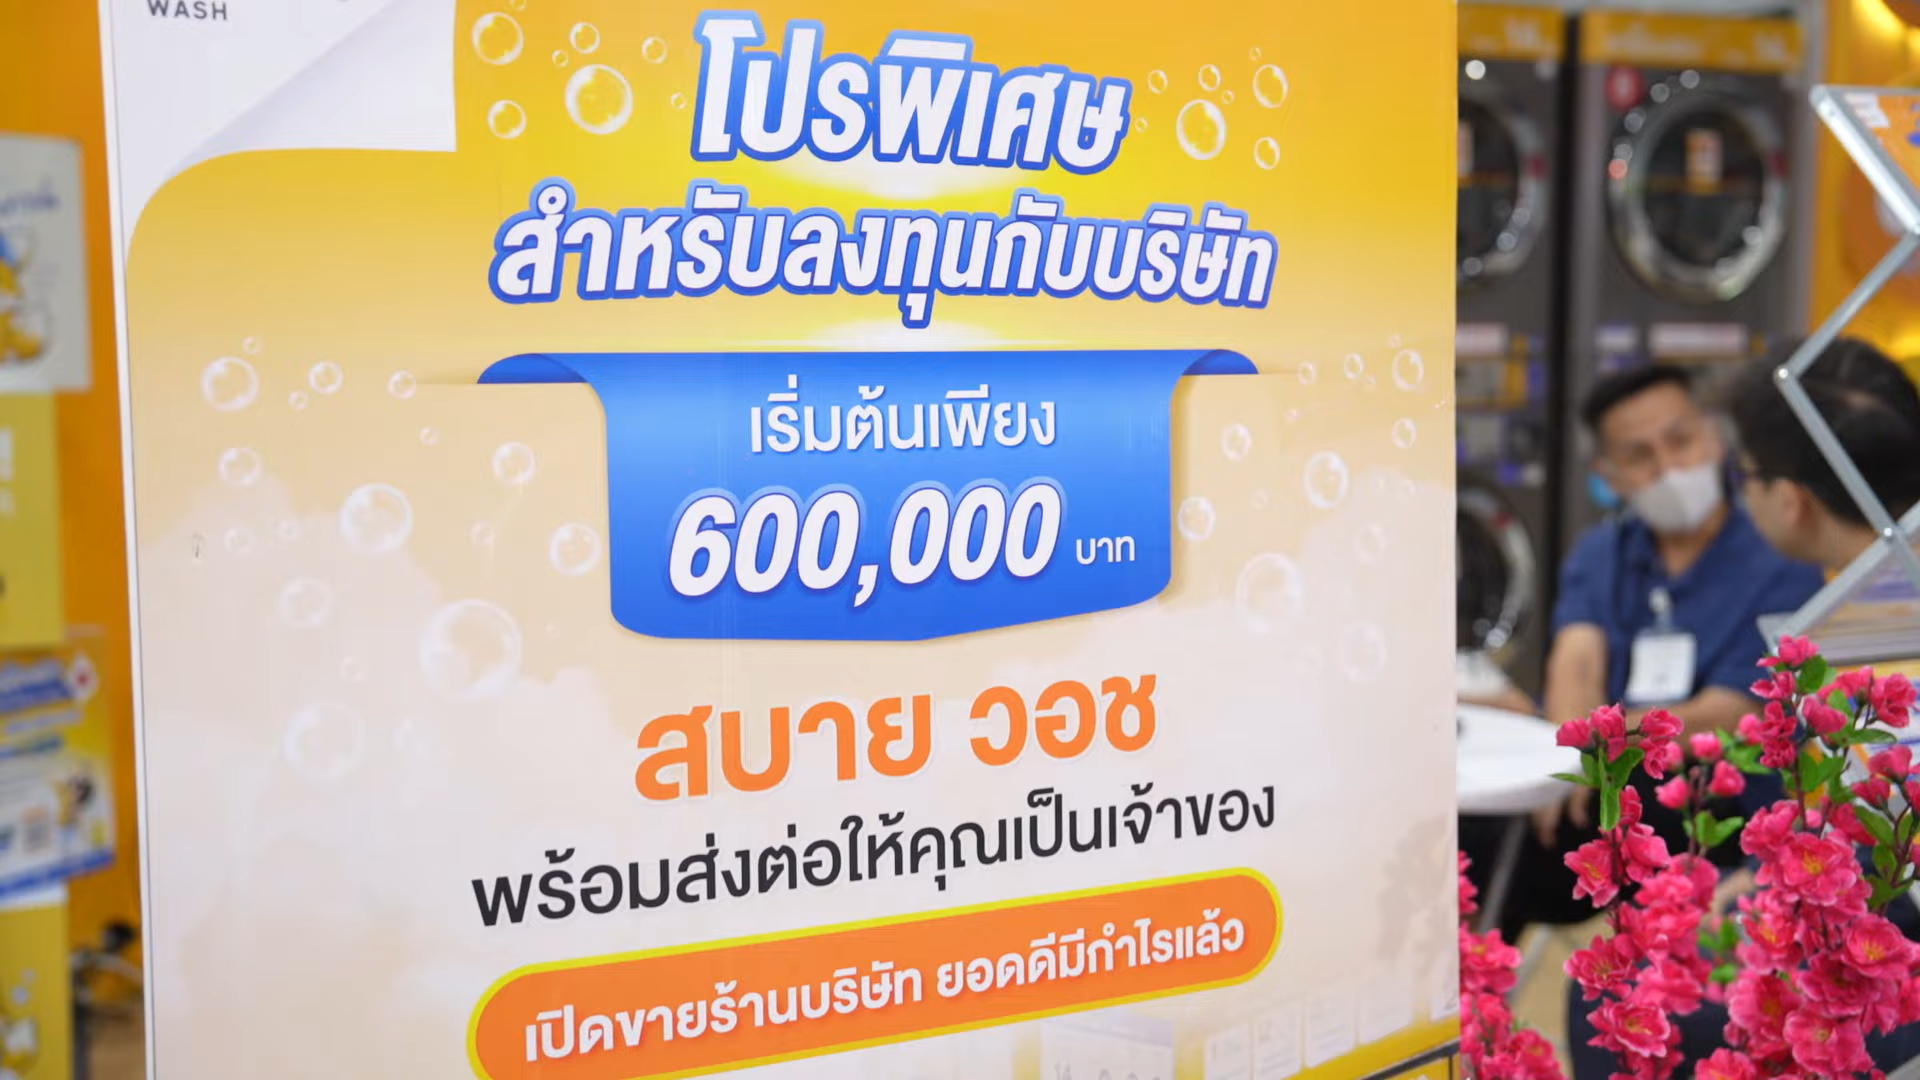 WASH
โปรพิเศษ
สำหรับลงทุนกับบริษัท
เริ่มต้นเพียง
600,000 บาท
สบาย วอช
พร้อมส่งต่อให้คุณเป็นเจ้าของ
เปิดขายร้านบริษัท ยอดดีมีกำไรแล้ว